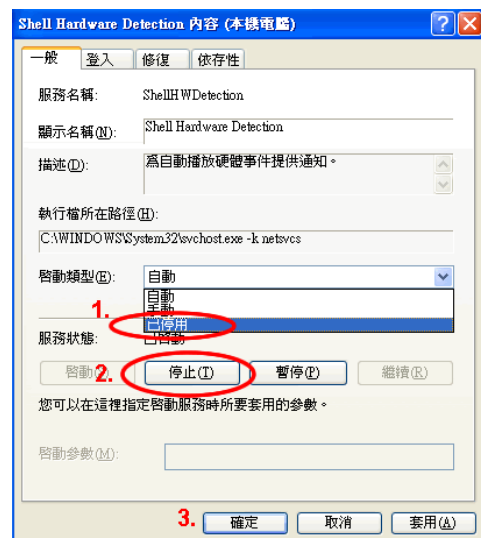 Shell Hardware Detection 內容 (本機電腦)
一般 登入 修復 依存性
服務名稱: ShellHWDetection
顯示名稱(N): Shell Hardware Detection
描述(D): 為自動播放硬體事件提供通知。
執行檔所在路徑(H):
C:\WINDOWS\System32\svchost.exe -k netsvcs
啟動類型(E): 自動
自動
手動
1. 已停用
服務狀態: 已啟動
啟動(S) 2. 停止(T) 暫停(P) 繼續(R)
您可以在這裡指定啟動服務時所要套用的參數。
啟動參數(M):
3. 確定 取消 套用(A)